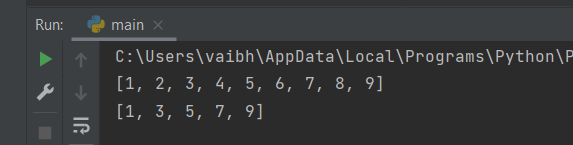 Run: main ×
C:\Users\vaibh\AppData\Local\Programs\Python\P
[1, 2, 3, 4, 5, 6, 7, 8, 9]
[1, 3, 5, 7, 9]